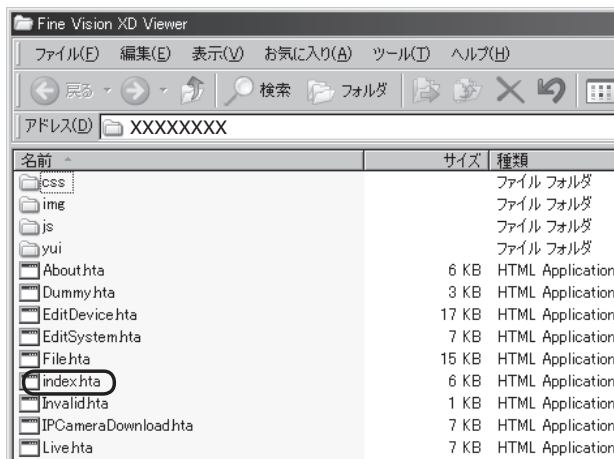 Fine Vision XD Viewer
ファイル(F) 編集(E) 表示(V) お気に入り(A) ツール(T) ヘルプ(H)
戻る 検索 フォルダ
アドレス(D) XXXXXXXX
名前 サイズ 種類
css ファイル フォルダ
img ファイル フォルダ
js ファイル フォルダ
yui ファイル フォルダ
About.hta 6 KB HTML Application
Dummy.hta 3 KB HTML Application
EditDevice.hta 17 KB HTML Application
EditSystem.hta 7 KB HTML Application
File.hta 15 KB HTML Application
index.hta 6 KB HTML Application
Invalid.hta 1 KB HTML Application
IPCameraDownload.hta 7 KB HTML Application
Live.hta 7 KB HTML Application